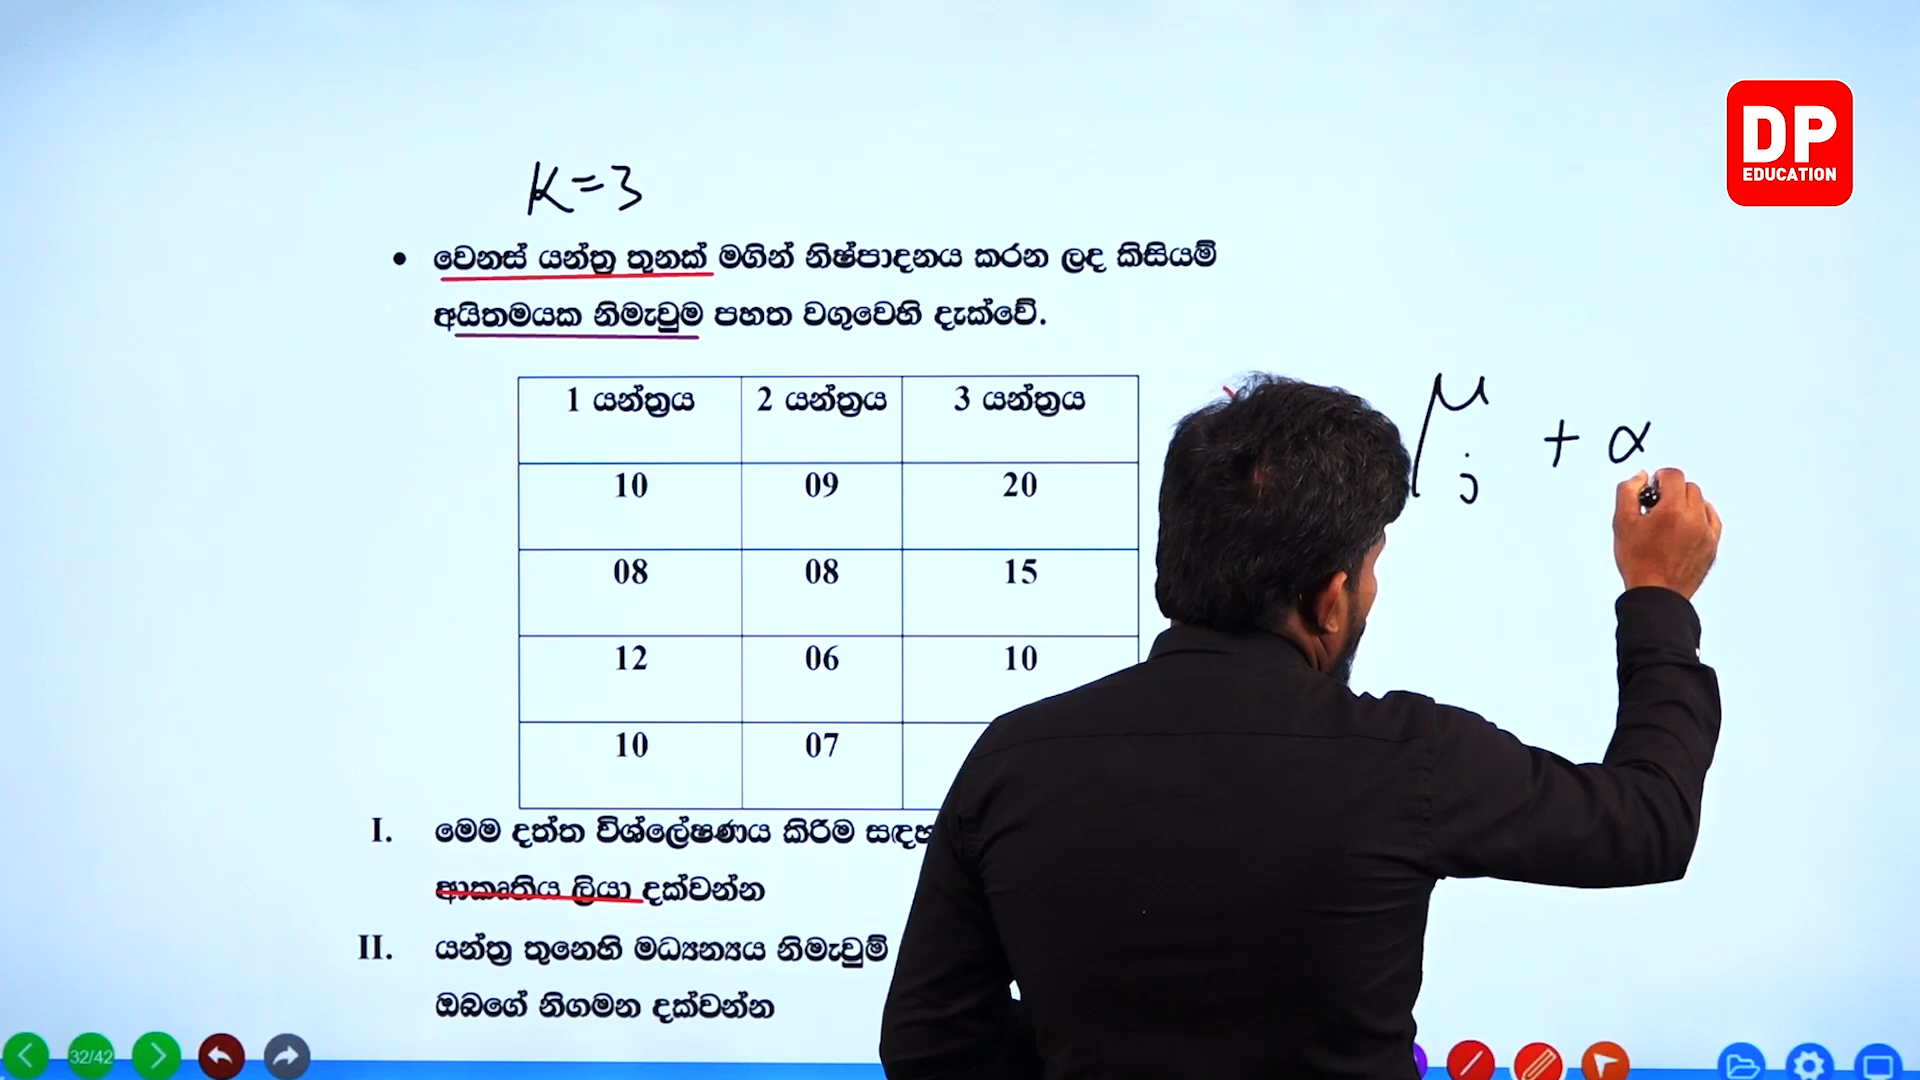 DP
EDUCATION
K=3
• වෙනස් යන්ත්‍ර තුනක් මගින් නිෂ්පාදනය කරන ලද කිසියම්
අයිතමයක නිමැවුම පහත වගුවෙහි දැක්වේ.
1 යන්ත්‍රය 2 යන්ත්‍රය 3 යන්ත්‍රය
10 09 20
08 08 15
12 06 10
10 07
μ
j + α
I. මෙම දත්ත විශ්ලේෂණය කිරීම
ආකෘතිය ලියා දක්වන්න
II. යන්ත්‍ර තුනෙහි මධ්‍යන්‍යය නිමැවුම්
ඔබගේ නිගමන දක්වන්න
32/42